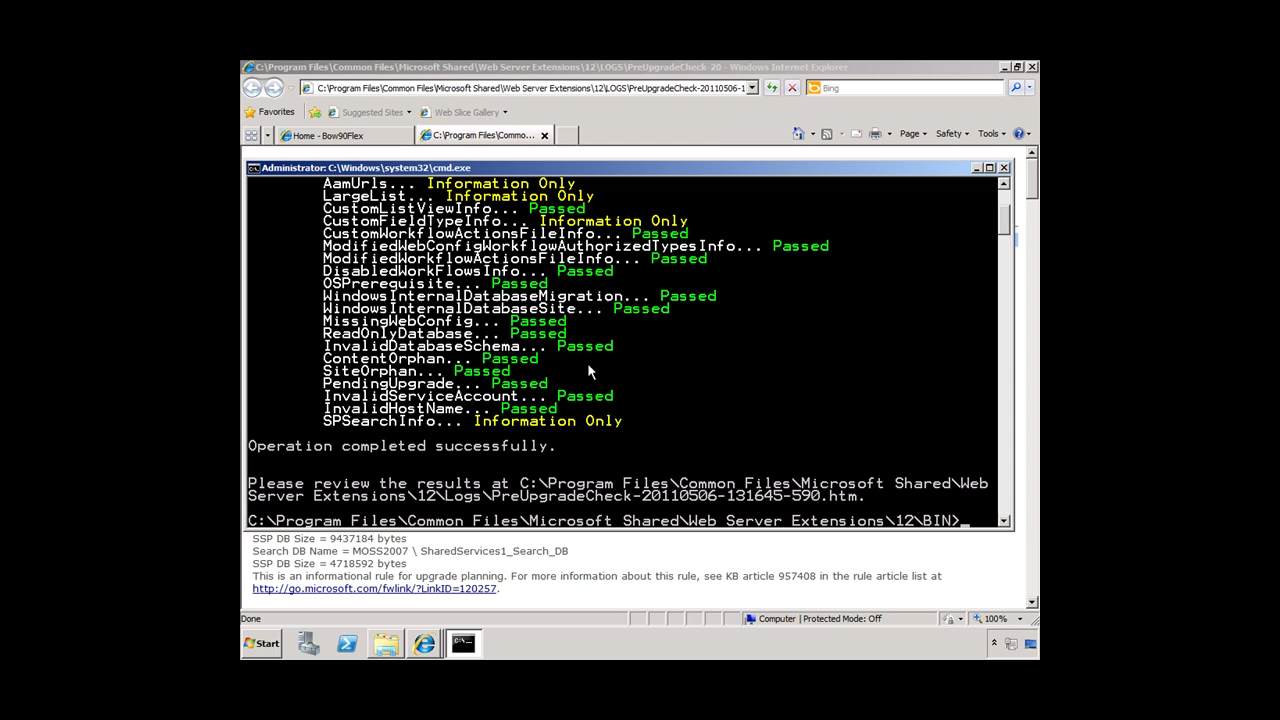 C:\Program Files\Common Files\Microsoft Shared\Web Server Extensions\12\LOGS\PreUpgradeCheck-20 - Windows Internet Explorer
C:\Program Files\Common Files\Microsoft Shared\Web Server Extensions\12\LOGS\PreUpgradeCheck-20110506-1
Bing
Favorites
Suggested Sites
Web Slice Gallery
Home - Bow90Flex
C:\Program Files\Commo...
Page
Safety
Tools
Administrator: C:\Windows\system32\cmd.exe
AamUrls... Information Only
LargeList... Information Only
CustomListViewInfo... Passed
CustomFieldTypeInfo... Information Only
CustomWorkflowActionsFileInfo... Passed
ModifiedWebConfigWorkflowAuthorizedTypesInfo... Passed
ModifiedWorkflowActionsFileInfo... Passed
DisabledWorkFlowsInfo... Passed
OSPrerequisite... Passed
WindowsInternalDatabaseMigration... Passed
WindowsInternalDatabaseSite... Passed
MissingWebConfig... Passed
ReadOnlyDatabase... Passed
InvalidDatabaseSchema... Passed
ContentOrphan... Passed
SiteOrphan... Passed
PendingUpgrade... Passed
InvalidServiceAccount... Passed
InvalidHostName... Passed
SPSearchInfo... Information Only
Operation completed successfully.
Please review the results at C:\Program Files\Common Files\Microsoft Shared\Web
Server Extensions\12\Logs\PreUpgradeCheck-20110506-131645-590.htm.
C:\Program Files\Common Files\Microsoft Shared\Web Server Extensions\12\BIN>_
SSP DB Size = 9437184 bytes
Search DB Name = MOSS2007 \ SharedServices1_Search_DB
SSP DB Size = 4718592 bytes
This is an informational rule for upgrade planning. For more information about this rule, see KB article 957408 in the rule article list at
http://go.microsoft.com/fwlink/?LinkID=120257.
Done
Computer | Protected Mode: Off
100%
Start